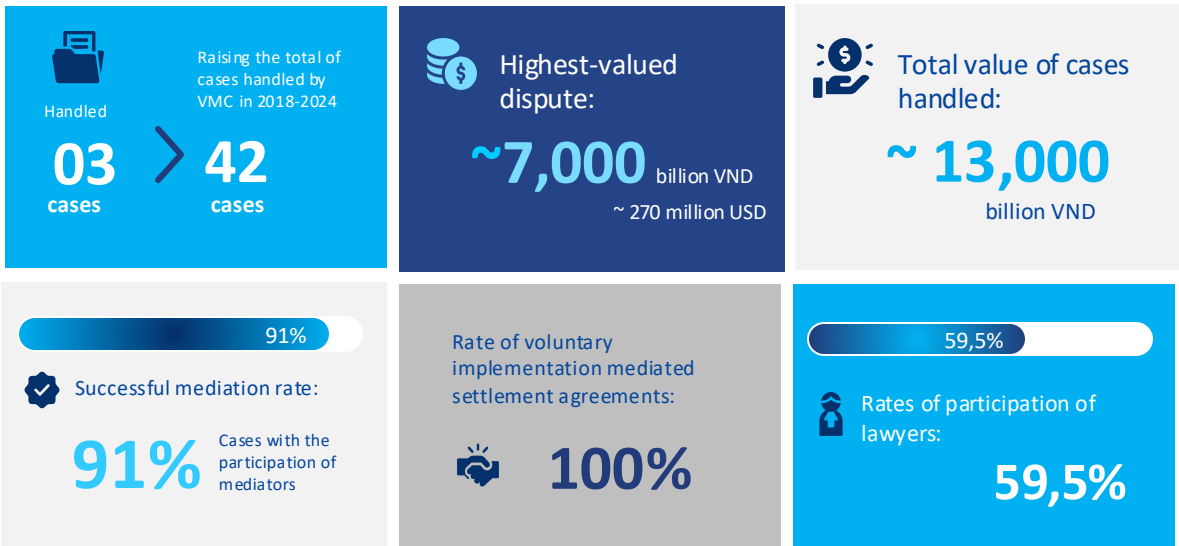 Handled
03
cases
Raising the total of
cases handled by
VMC in 2018-2024
42
cases
Highest-valued
dispute:
~7,000 billion VND
~ 270 million USD
Total value of cases
handled:
~ 13,000
billion VND
91%
Successful mediation rate:
91%
Cases with the
participation of
mediators
Rate of voluntary
implementation mediated
settlement agreements:
100%
59,5%
Rates of participation of
lawyers:
59,5%